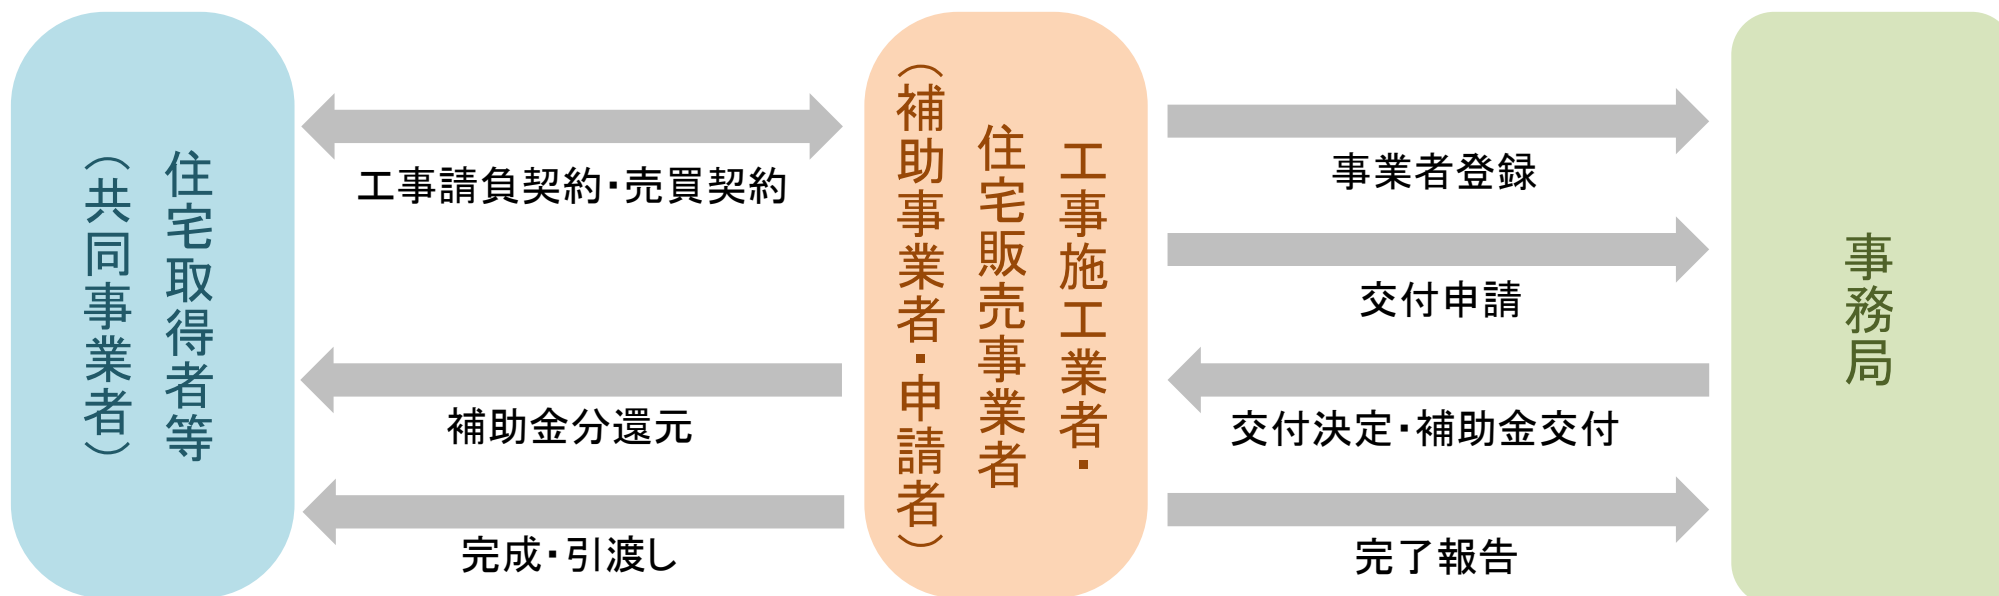 住宅取得者等
（共同事業者）
工事請負契約・売買契約
補助金分還元
完成・引渡し
工事施工業者・
住宅販売事業者
（補助事業者・申請者）
事業者登録
交付申請
交付決定・補助金交付
完了報告
事務局